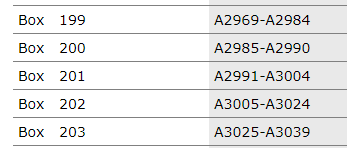 Box 199 A2969-A2984
Box 200 A2985-A2990
Box 201 A2991-A3004
Box 202 A3005-A3024
Box 203 A3025-A3039